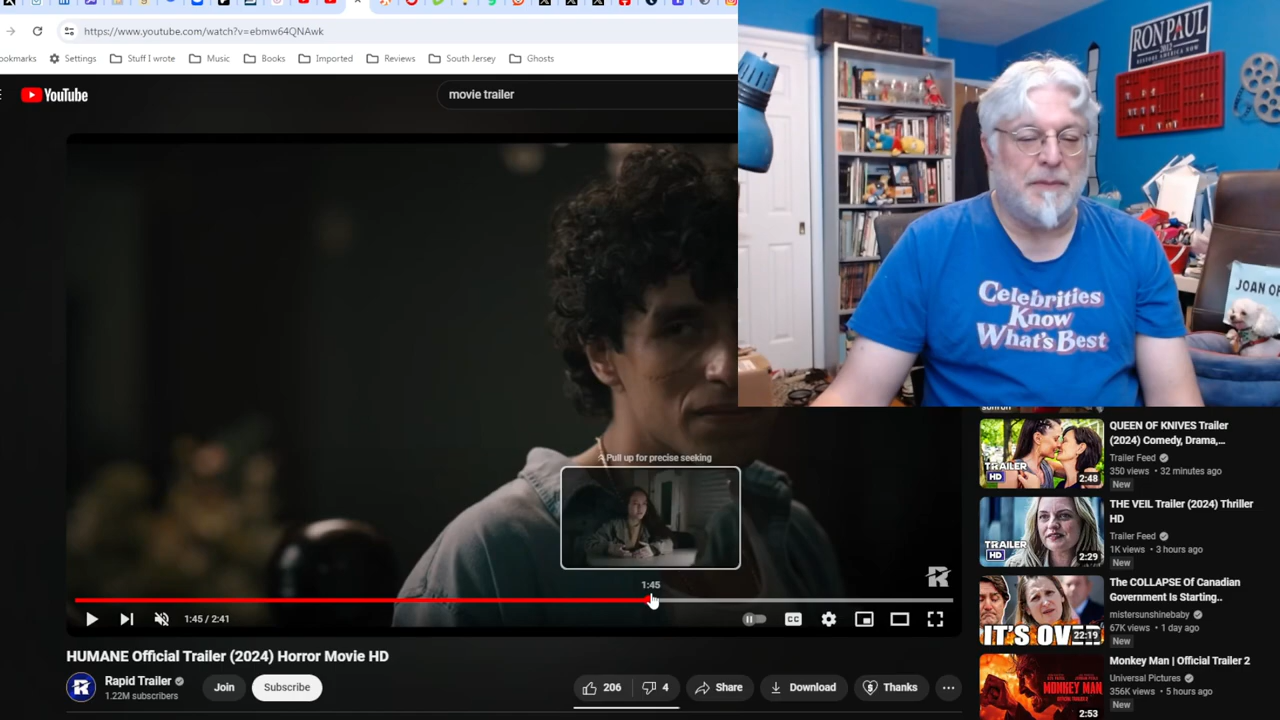 https://www.youtube.com/watch?v=ebmw64QNAwk
ookmarks
Settings
Stuff I wrote
Music
Books
Imported
Reviews
South Jersey
Ghosts
YouTube
movie trailer
RON PAUL
2012
RESTORE AMERICA NOW
Celebrities
Know
What's Best
JOAN OF
Pull up for precise seeking
1:45
1:45 / 2:41
CC
HUMANE Official Trailer (2024) Horror Movie HD
Rapid Trailer
1.22M subscribers
Join
Subscribe
206
4
Share
Download
Thanks
QUEEN OF KNIVES Trailer
(2024) Comedy, Drama,...
Trailer Feed
350 views • 32 minutes ago
New
TRAILER
HD
2:48
THE VEIL Trailer (2024) Thriller
HD
Trailer Feed
1K views • 3 hours ago
New
TRAILER
HD
2:29
The COLLAPSE Of Canadian
Government Is Starting..
mistersunshinebaby
67K views • 1 day ago
New
IT'S OVER
22:19
Monkey Man | Official Trailer 2
Universal Pictures
356K views • 5 hours ago
New
MONKEY MAN
2:53